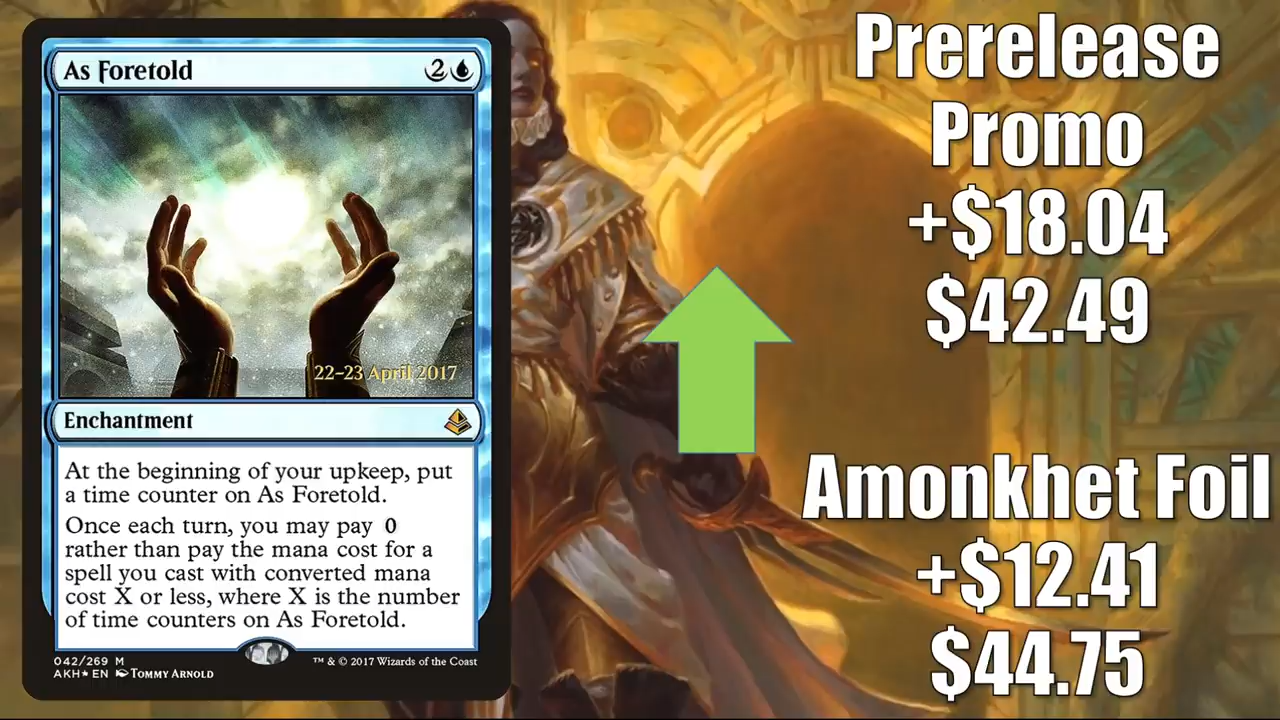 As Foretold 2
22-23 April 2017
Enchantment
At the beginning of your upkeep, put
a time counter on As Foretold.
Once each turn, you may pay 0
rather than pay the mana cost for a
spell you cast with converted mana
cost X or less, where X is the number
of time counters on As Foretold.
042/269 M
AKH★EN TOMMY ARNOLD
™ & © 2017 Wizards of the Coast
Prerelease
Promo
+$18.04
$42.49
Amonkhet Foil
+$12.41
$44.75